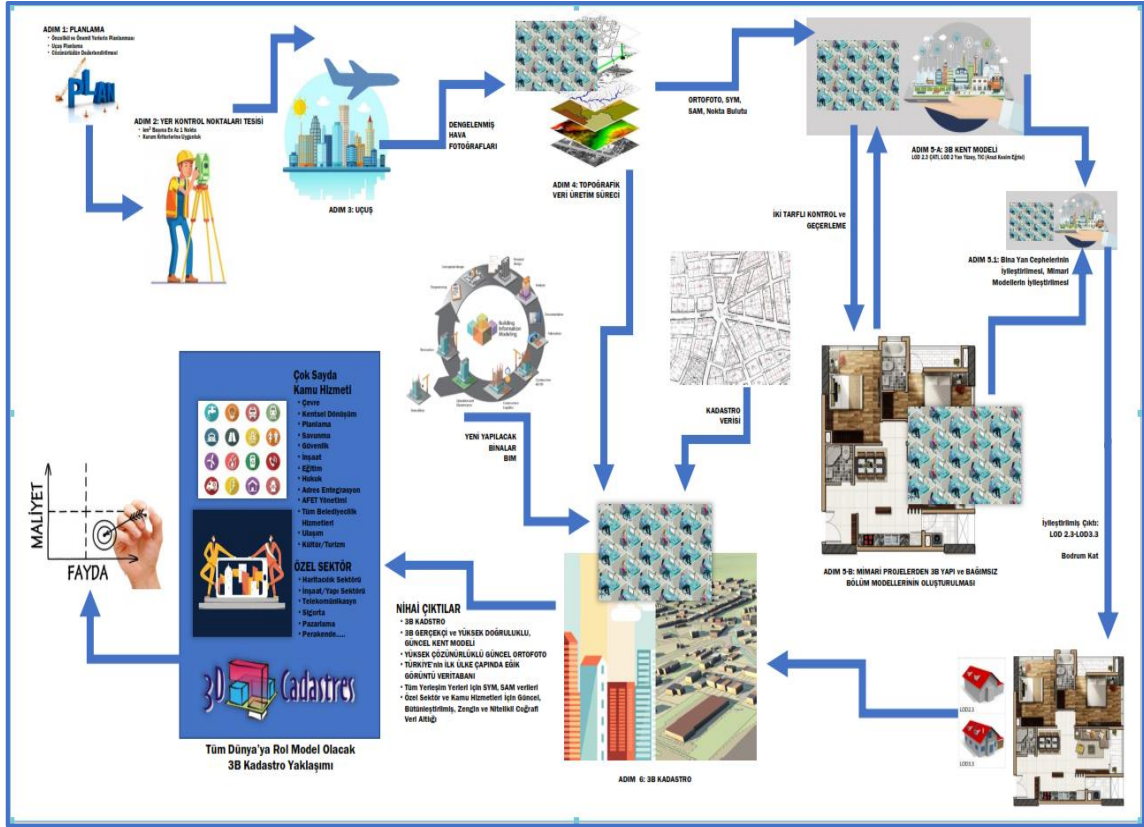 ADIM 1: PLANLAMA
• Öncelikli ve Önemli Yerlerin Planlanması
• Uçuş Planlama
• Çözünürlüğün Değerlendirilmesi
PLAN
ADIM 2: YER KONTROL NOKTALARI TESİSİ
• km² Başına En Az 1 Nokta
• Kurum Kriterlerine Uygunluk
ADIM 3: UÇUŞ
DENGELENMİŞ
HAVA
FOTOĞRAFLARI
ADIM 4: TOPOĞRAFİK
VERİ ÜRETİM SÜRECİ
ORTOFOTO, SYM,
SAM, Nokta Bulutu
ADIM 5-A: 3B KENT MODELİ
İKİ TARFLI KONTROL ve
GEÇERLEME
ADIM 5.1: Bina Yan Cephelerinin
İyileştirilmesi, Mimari
Modellerin İyileştirilmesi
Building
Information
Modeling
KADASTRO
VERİSİ
YENİ YAPILACAK
BİNALAR
BIM
ADIM 5-B: MİMARİ PROJELERDEN 3B YAPI ve BAĞIMSIZ
BÖLÜM MODELLERİNİN OLUŞTURULMASI
İyileştirilmiş Çıktı:
LOD 2.3-LOD3.3
Bodrum Kat
LOD2.3
LOD3.3
ADIM 6: 3B KADASTRO
NİHAİ ÇIKTILAR
• 3B KADSTRO
• 3B GERÇEKÇİ ve YÜKSEK DOĞRULUKLU,
GÜNCEL KENT MODELİ
• YÜKSEK ÇÖZÜNÜRLÜKLÜ GÜNCEL ORTOFOTO
• TÜRKİYE'nin İLK ÜLKE ÇAPINDA EĞİK
GÖRÜNTÜ VERİTABANI
• Tüm Yerleşim Yerleri için SYM, SAM verileri
• Özel Sektör ve Kamu Hizmetleri İçin Güncel,
Bütünleştirilmiş, Zengin ve Nitelikli Coğrafi
Veri Altlığı
Çok Sayda
Kamu Hizmeti
• Çevre
• Kentsel Dönüşüm
• Planlama
• Savunma
• Güvenlik
• İnşaat
• Eğitim
• Hukuk
• Adres Entegrasyon
• AFET Yönetimi
• Tüm Belediyecilik
Hizmetleri
• Ulaşım
• Kültür/Turizm
ÖZEL SEKTÖR
• Haritacılık Sektörü
• İnşaat/Yapı Sektörü
• Telekomünikasyn
• Sigorta
• Pazarlama
• Perakende....
3D Cadastres
Tüm Dünya'ya Rol Model Olacak
3B Kadastro Yaklaşımı
MALİYET
FAYDA